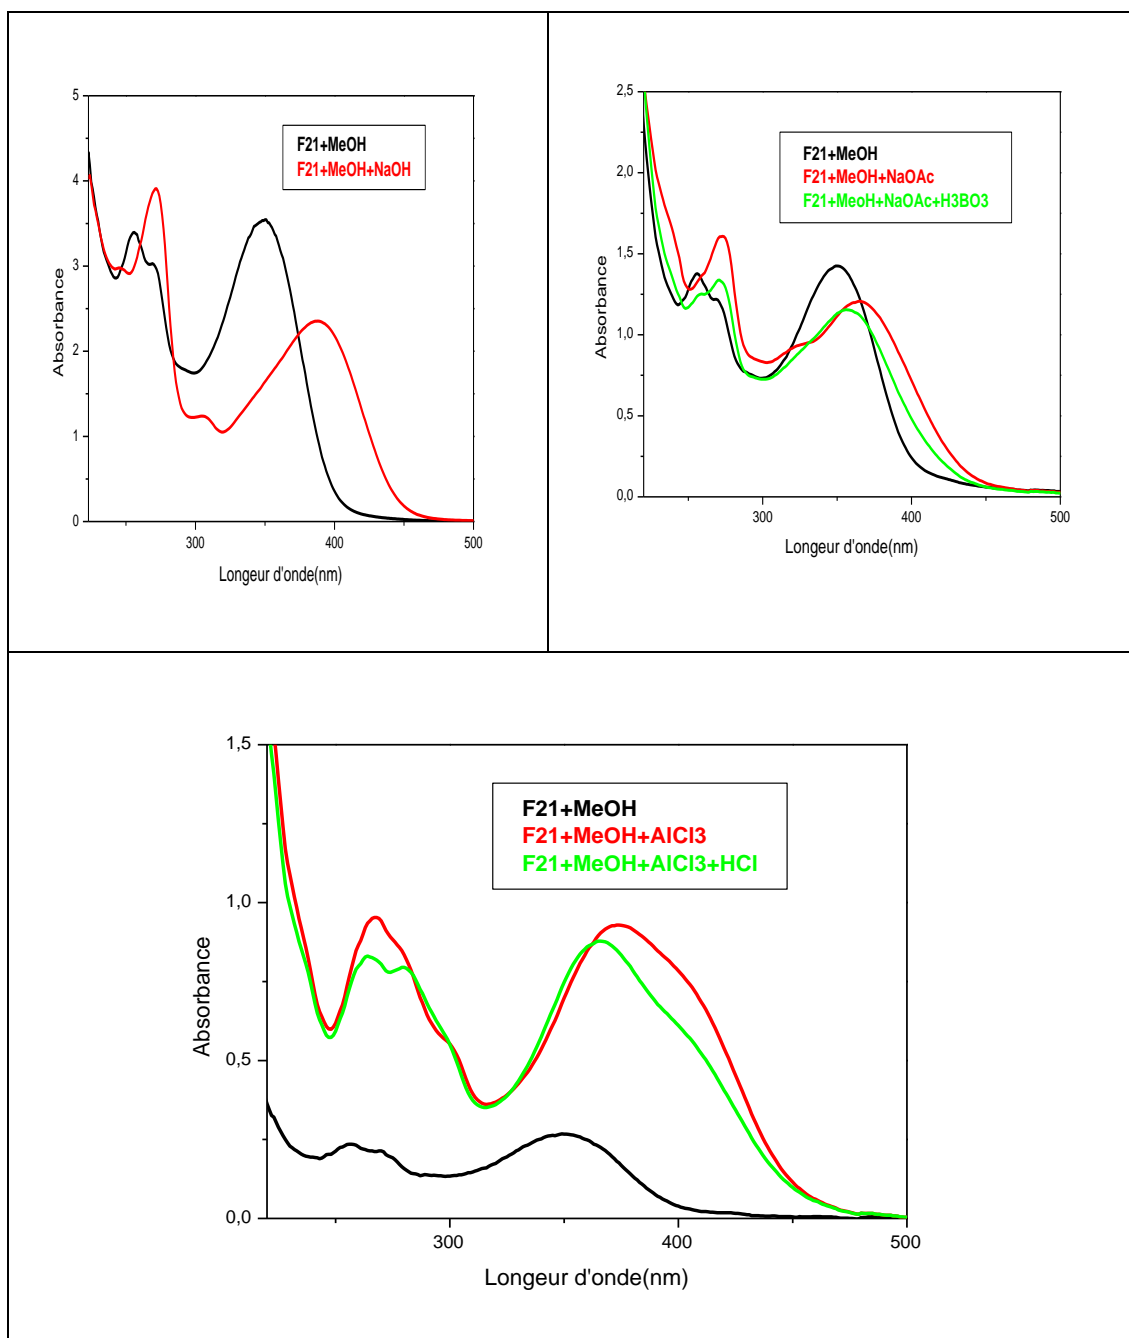 5
4
3
2
1
0
Absorbance
F21+MeOH
F21+MeOH+NaOH
300
400
500
Longeur d'onde(nm)
2,5
2,0
1,5
1,0
0,5
0,0
Absorbance
F21+MeOH
F21+MeOH+NaOAc
F21+MeoH+NaOAc+H3BO3
300
400
500
Longeur d'onde(nm)
1,5
1,0
0,5
0,0
Absorbance
F21+MeOH
F21+MeOH+AlCl3
F21+MeOH+AlCl3+HCl
300
400
500
Longeur d'onde(nm)